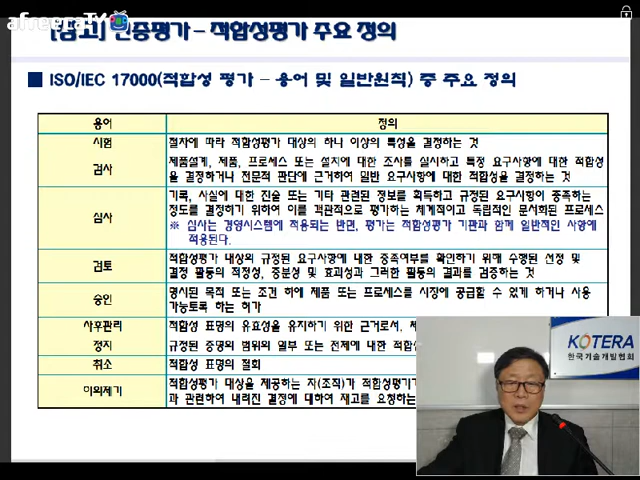 afreecaTV
[참고] 인증평가 – 적합성평가 주요 정의
ISO/IEC 17000(적합성 평가 – 용어 및 일반원칙) 중 주요 정의
용어 정의
시험 절차에 따라 적합성평가 대상의 하나 이상의 특성을 결정하는 것
검사 제품설계, 제품, 프로세스 또는 설치에 대한 조사를 실시하고 특정 요구사항에 대한 적합성
을 결정하거나 전문적 판단에 근거하여 일반 요구사항에 대한 적합성을 결정하는 것
심사 기록, 사실에 대한 진술 또는 기타 관련된 정보를 획득하고 규정된 요구사항이 충족하는
정도를 결정하기 위하여 이를 객관적으로 평가하는 체계적이고 독립적인 문서화된 프로세스
※ 심사는 경영시스템에 적용되는 반면, 평가는 적합성평가 기관과 함께 일반적인 사항에
적용된다.
검토 적합성평가 대상의 규정된 요구사항에 대한 충족여부를 확인하기 위해 수행된 선정 및
결정 활동의 적정성, 충분성 및 효과성과 그러한 활동의 결과를 검증하는 것
승인 명시된 목적 또는 조건 하에 제품 또는 프로세스를 시장에 공급할 수 있게 하거나 사용
가능토록 하는 허가
사후관리 적합성 표명의 유효성을 유지하기 위한 근거로서,
정지 규정된 증명의 범위의 일부 또는 전체에 대한
취소 적합성 표명의 철회
이의제기 적합성평가 대상을 제공하는 자(조직)가
과 관련하여 내려진 결정에 대하여 재고를 요청하는
KOTERA
한국기술개발협회